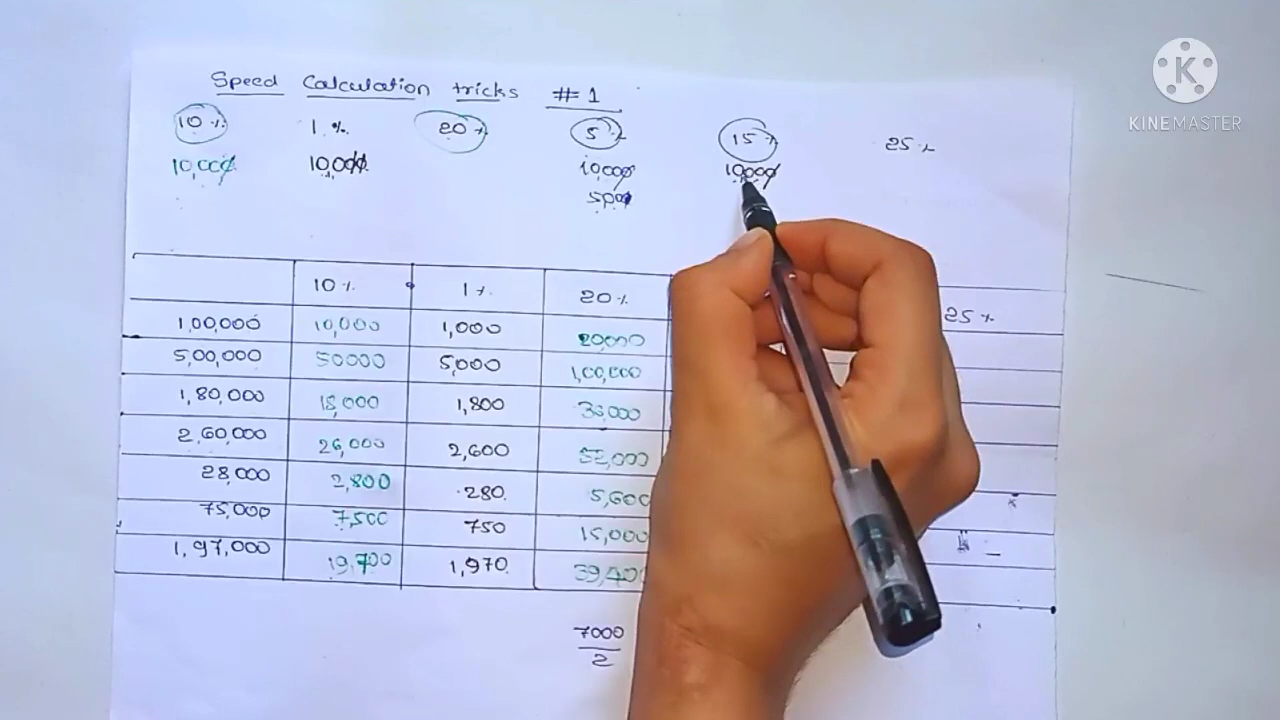 Speed Calculation tricks #1
10% 1% 20% 5% 15% 25%
10,000 10,000 10,000 10,000
500
10% 1% 20% 25%
1,00,000 10,000 1,000 20,000
5,00,000 50000 5,000 1,00,000
1,80,000 18,000 1,800 36,000
2,60,000 26,000 2,600 52,000
28,000 2,800 280 5,600
75,000 7,500 750 15,000
1,97,000 19,700 1,970 39,400
7000
2
K
KINEMASTER